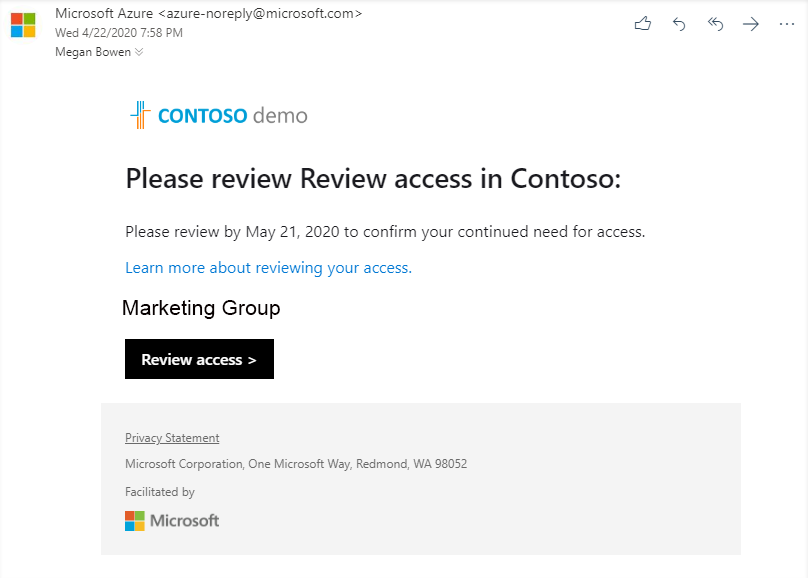 Microsoft Azure <azure-noreply@microsoft.com>
Wed 4/22/2020 7:58 PM
Megan Bowen
CONTOSO demo
Please review Review access in Contoso:
Please review by May 21, 2020 to confirm your continued need for access.
Learn more about reviewing your access.
Marketing Group
Review access >
Privacy Statement
Microsoft Corporation, One Microsoft Way, Redmond, WA 98052
Facilitated by
Microsoft